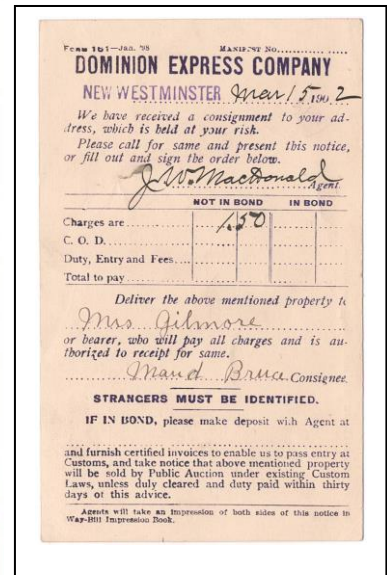 Form 151—Jan. '98 MANIFEST No..............
DOMINION EXPRESS COMPANY
NEW WESTMINSTER Mar 15, 1902
We have received a consignment to your ad-
dress, which is held at your risk.
Please call for same and present this notice,
or fill out and sign the order below.
J. W. MacDonald Agent.
NOT IN BOND IN BOND
Charges are 1.50
C. O. D.
Duty, Entry and Fees
Total to pay
Deliver the above mentioned property to
Mrs Gilmore
or bearer, who will pay all charges and is au-
thorized to receipt for same.
Maud Bruce Consignee.
STRANGERS MUST BE IDENTIFIED.
IF IN BOND, please make deposit with Agent at
and furnish certified invoices to enable us to pass entry at
Customs, and take notice that above mentioned property
will be sold by Public Auction under existing Custom
Laws, unless duly cleared and duty paid within thirty
days of this advice.
Agents will take an impression of both sides of this notice in
Way-Bill Impression Book.